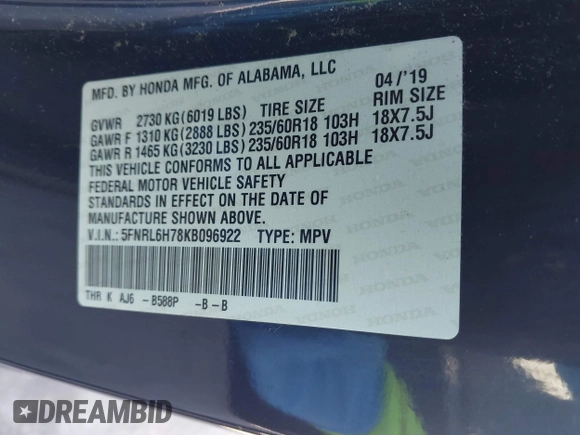 MFD. BY HONDA MFG. OF ALABAMA, LLC 04/'19
GVWR 2730 KG(6019 LBS) TIRE SIZE RIM SIZE
GAWR F 1310 KG(2888 LBS) 235/60R18 103H 18X7.5J
GAWR R 1465 KG(3230 LBS) 235/60R18 103H 18X7.5J
THIS VEHICLE CONFORMS TO ALL APPLICABLE
FEDERAL MOTOR VEHICLE SAFETY
STANDARDS IN EFFECT ON THE DATE OF
MANUFACTURE SHOWN ABOVE.
V.I.N.: 5FNRL6H78KB096922 TYPE: MPV
THR K AJ6 - B588P -B-B
DREAMBID